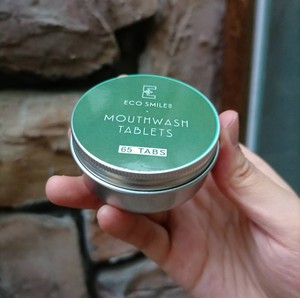 ECO SMILES
MOUTHWASH
TABLETS
65 TABS